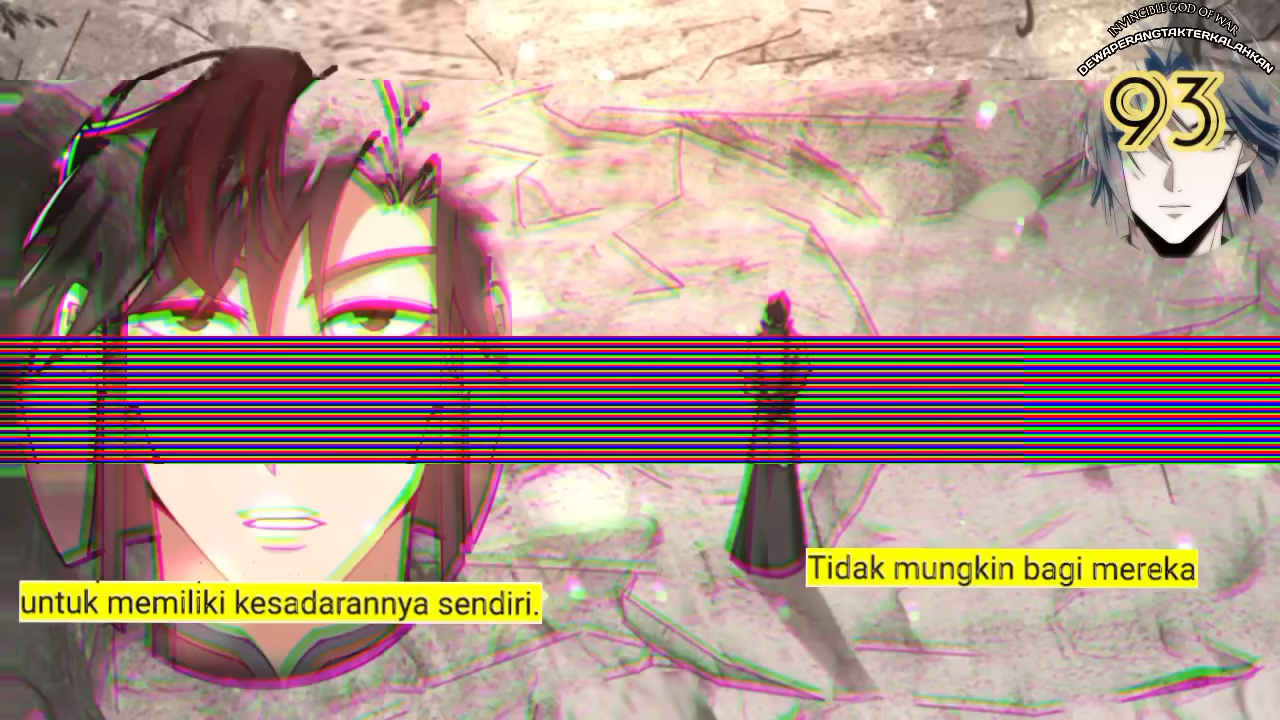 INVINCIBLE GOD OF WAR
DEWAPERANGTAKTERKALAHKAN
93
Tidak mungkin bagi mereka
untuk memiliki kesadarannya sendiri.